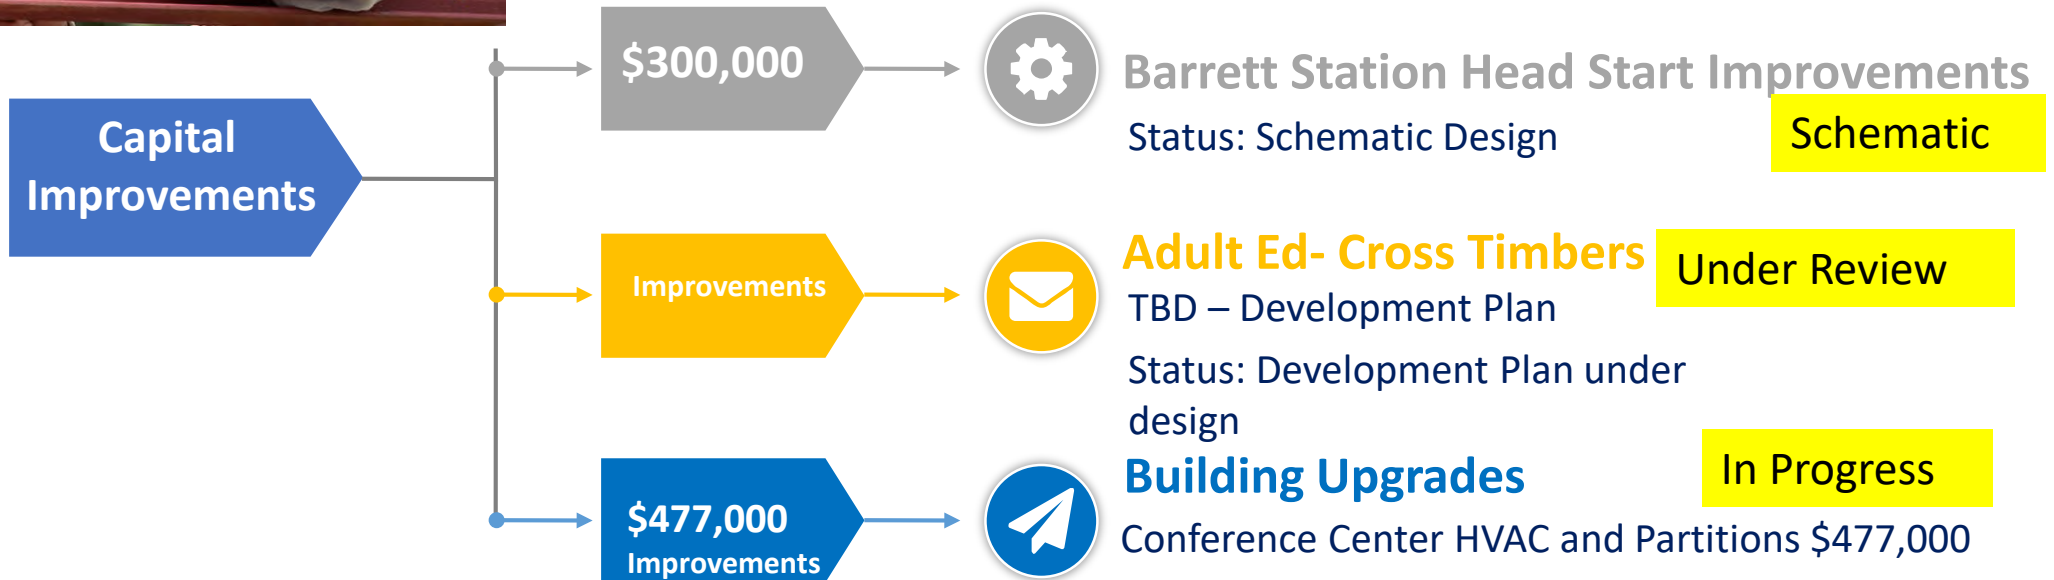 Capital
Improvements
$300,000
Barrett Station Head Start Improvements
Status: Schematic Design
Schematic
Improvements
Adult Ed- Cross Timbers
Under Review
TBD – Development Plan
Status: Development Plan under
design
$477,000
Improvements
Building Upgrades
In Progress
Conference Center HVAC and Partitions $477,000